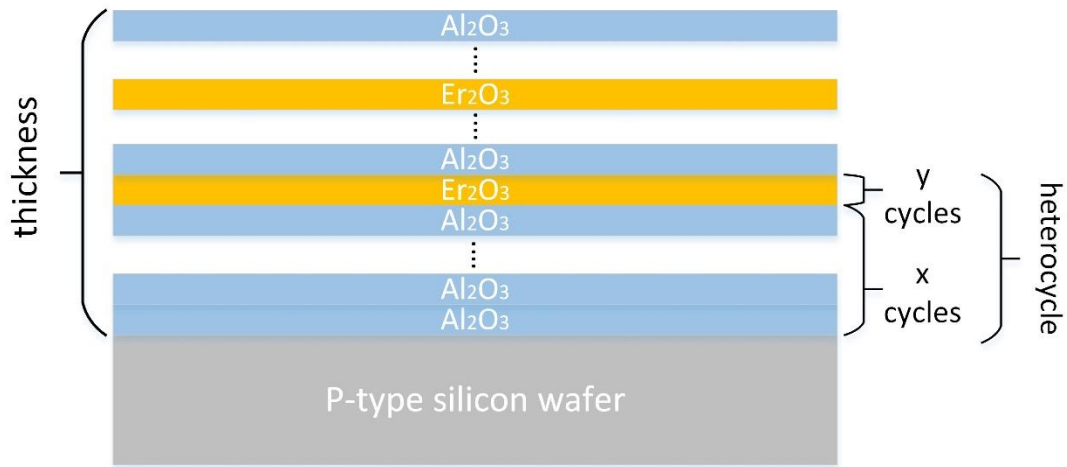 thickness
Al₂O₃
Er₂O₃
Al₂O₃
Er₂O₃
Al₂O₃
Al₂O₃
Al₂O₃
P-type silicon wafer
y
cycles
x
cycles
heterocycle